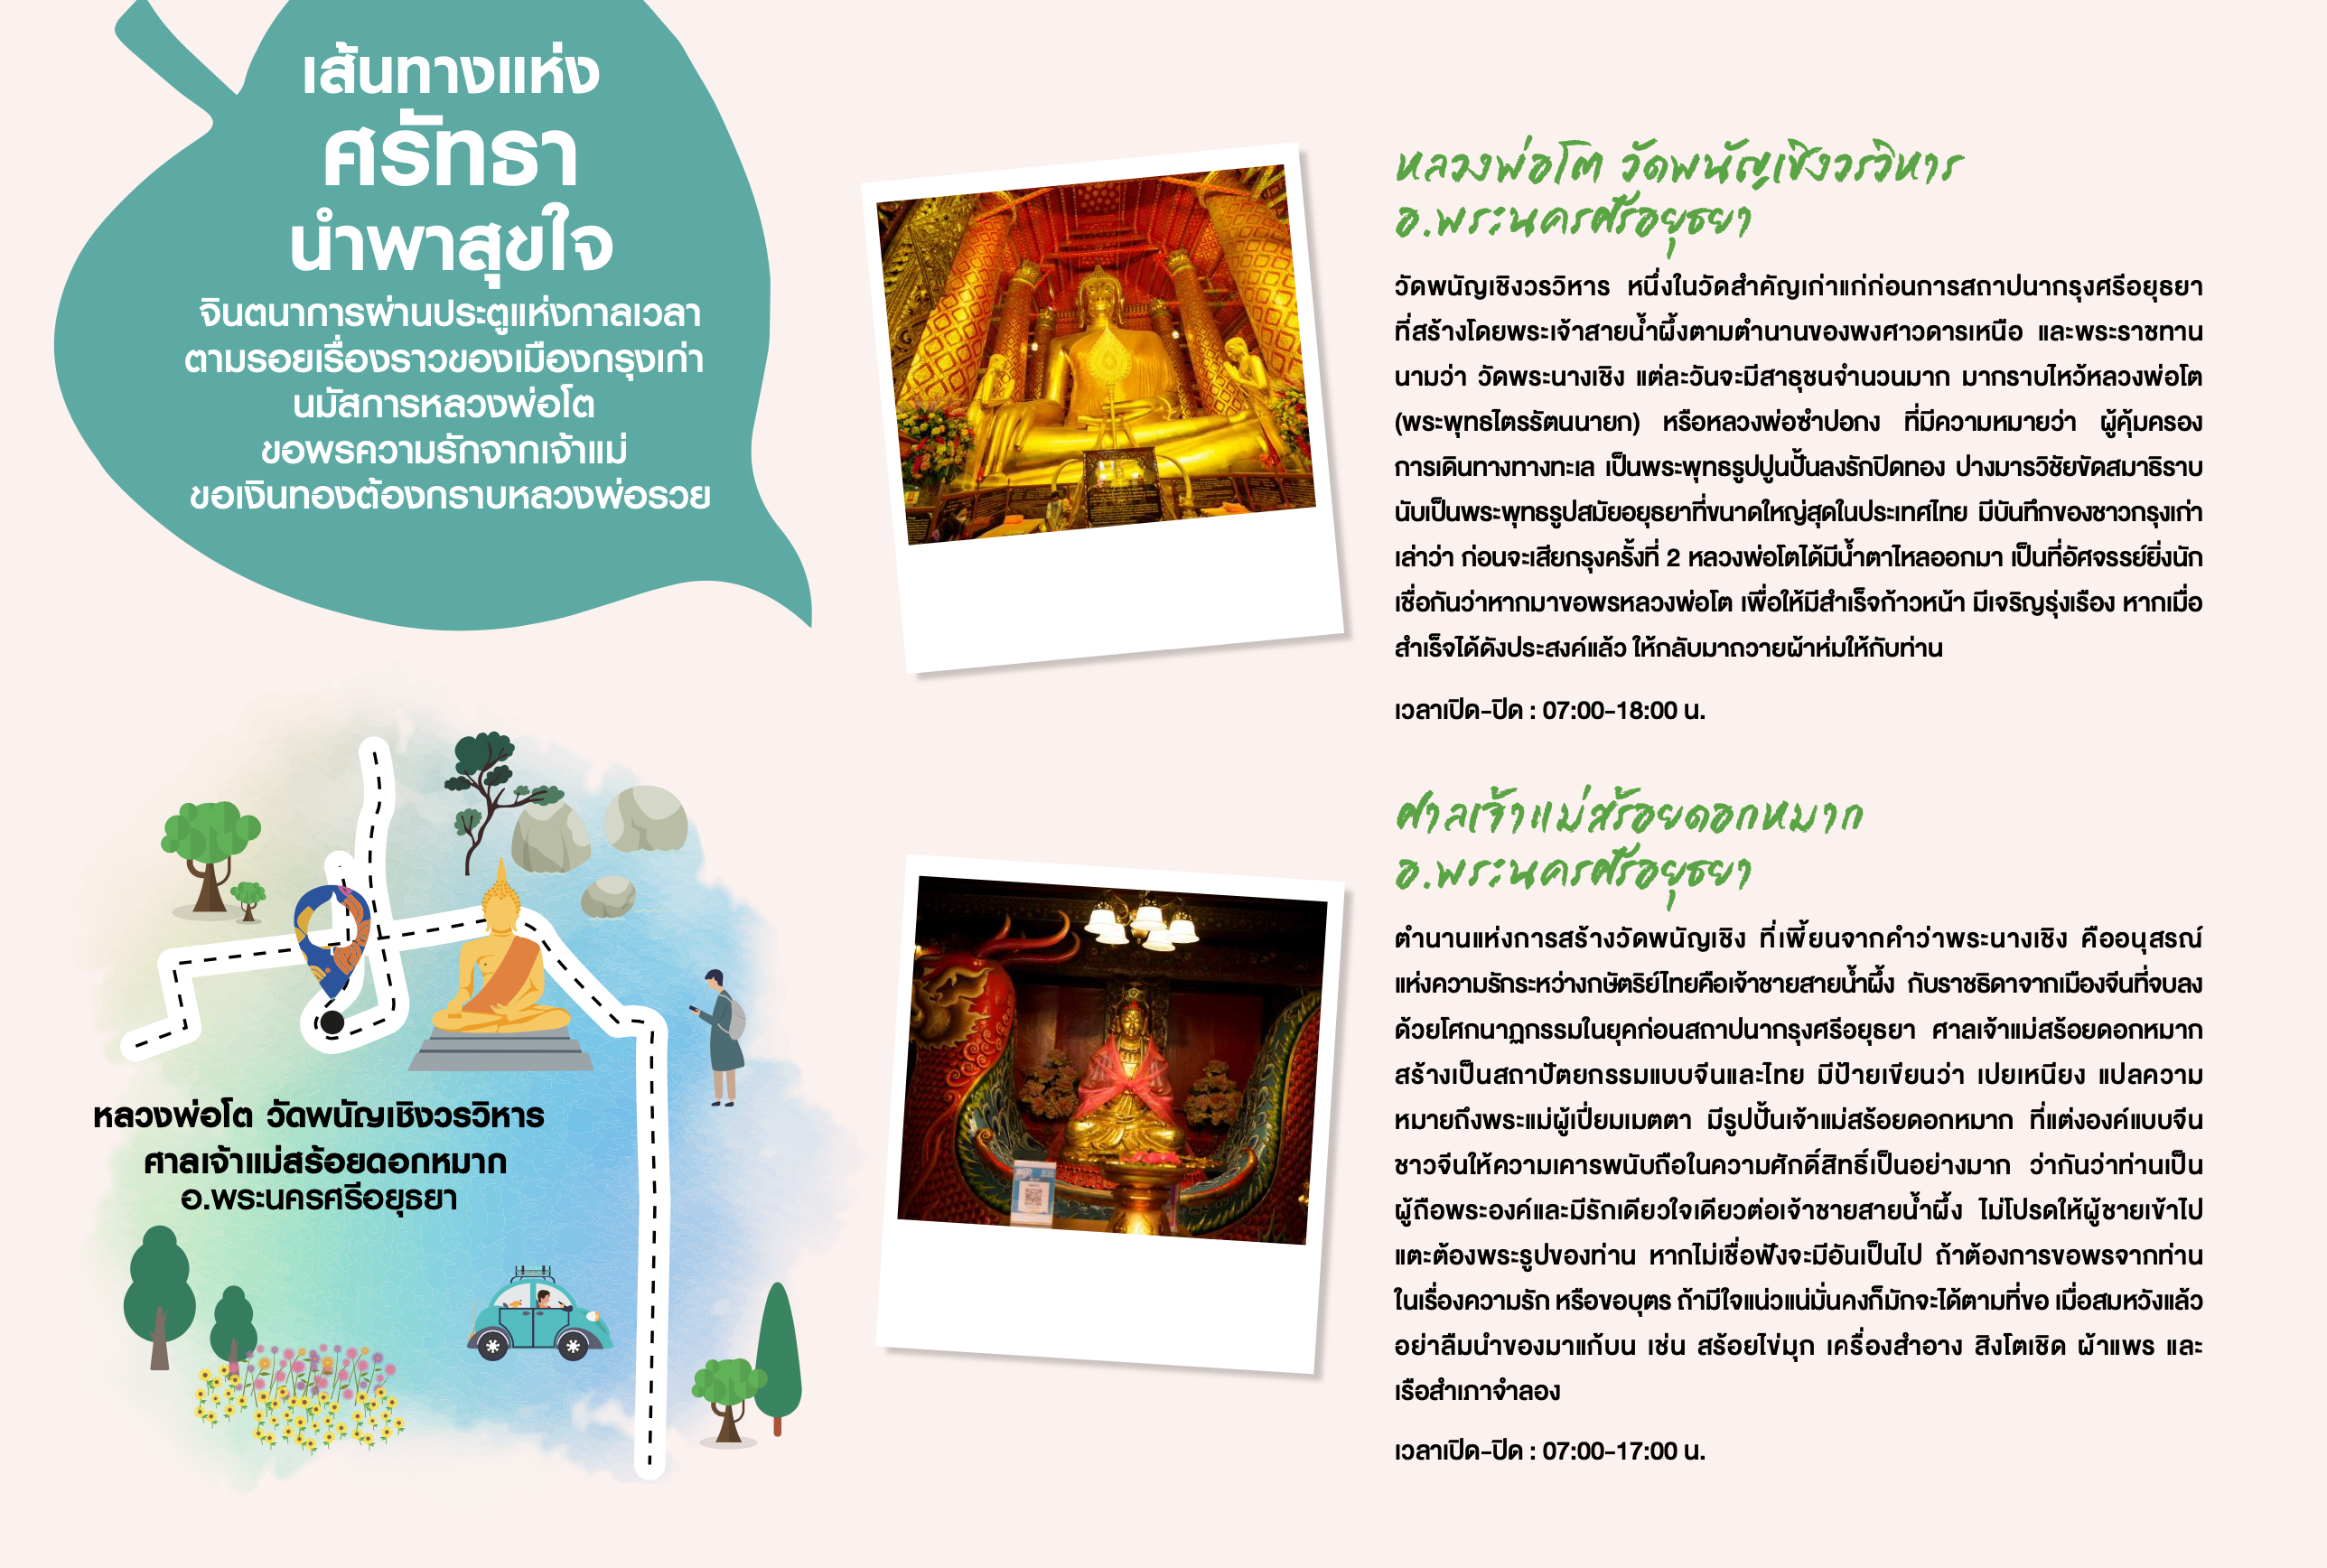 เส้นทางแห่ง
ศรัทธา
นำพาสุขใจ
จินตนาการผ่านประตูแห่งกาลเวลา
ตามรอยเรื่องราวของเมืองกรุงเก่า
นมัสการหลวงพ่อโต
ขอพรความรักจากเจ้าแม่
ขอเงินทองต้องกราบหลวงพ่อรวย
หลวงพ่อโต วัดพนัญเชิงวรวิหาร
ศาลเจ้าแม่สร้อยดอกหมาก
อ.พระนครศรีอยุธยา
หลวงพ่อโต วัดพนัญเชิงวรวิหาร
อ.พระนครศรีอยุธยา
วัดพนัญเชิงวรวิหาร หนึ่งในวัดสำคัญเก่าแก่ก่อนการสถาปนากรุงศรีอยุธยา
ที่สร้างโดยพระเจ้าสายน้ำผึ้งตามตำนานของพงศาวดารเหนือ และพระราชทาน
นามว่า วัดพระนางเชิง แต่ละวันจะมีสาธุชนจำนวนมาก มากราบไหว้หลวงพ่อโต
(พระพุทธไตรรัตนนายก) หรือหลวงพ่อซำปอกง ที่มีความหมายว่า ผู้คุ้มครอง
การเดินทางทางทะเล เป็นพระพุทธรูปปูนปั้นลงรักปิดทอง ปางมารวิชัยขัดสมาธิราบ
นับเป็นพระพุทธรูปสมัยอยุธยาที่ขนาดใหญ่สุดในประเทศไทย มีบันทึกของชาวกรุงเก่า
เล่าว่า ก่อนจะเสียกรุงครั้งที่ 2 หลวงพ่อโตได้มีน้ำตาไหลออกมา เป็นที่อัศจรรย์ยิ่งนัก
เชื่อกันว่าหากมาขอพรหลวงพ่อโต เพื่อให้มีสำเร็จก้าวหน้า มีเจริญรุ่งเรือง หากเมื่อ
สำเร็จได้ดังประสงค์แล้ว ให้กลับมาถวายผ้าห่มให้กับท่าน
เวลาเปิด-ปิด : 07:00-18:00 น.
ศาลเจ้าแม่สร้อยดอกหมาก
อ.พระนครศรีอยุธยา
ตำนานแห่งการสร้างวัดพนัญเชิง ที่เพี้ยนจากคำว่าพระนางเชิง คืออนุสรณ์
แห่งความรักระหว่างกษัตริย์ไทยคือเจ้าชายสายน้ำผึ้ง กับราชธิดาจากเมืองจีนที่จบลง
ด้วยโศกนาฏกรรมในยุคก่อนสถาปนากรุงศรีอยุธยา ศาลเจ้าแม่สร้อยดอกหมาก
สร้างเป็นสถาปัตยกรรมแบบจีนและไทย มีป้ายเขียนว่า เปยเหนียง แปลความ
หมายถึงพระแม่ผู้เปี่ยมเมตตา มีรูปปั้นเจ้าแม่สร้อยดอกหมาก ที่แต่งองค์แบบจีน
ชาวจีนให้ความเคารพนับถือในความศักดิ์สิทธิ์เป็นอย่างมาก ว่ากันว่าท่านเป็น
ผู้ถือพระองค์และมีรักเดียวใจเดียวต่อเจ้าชายสายน้ำผึ้ง ไม่โปรดให้ผู้ชายเข้าไป
แตะต้องพระรูปของท่าน หากไม่เชื่อฟังจะมีอันเป็นไป ถ้าต้องการขอพรจากท่าน
ในเรื่องความรัก หรือขอบุตร ถ้ามีใจแน่วแน่มั่นคงก็มักจะได้ตามที่ขอ เมื่อสมหวังแล้ว
อย่าลืมนำของมาแก้บน เช่น สร้อยไข่มุก เครื่องสำอาง สิงโตเชิด ผ้าแพร และ
เรือสำเภาจำลอง
เวลาเปิด-ปิด : 07:00-17:00 น.